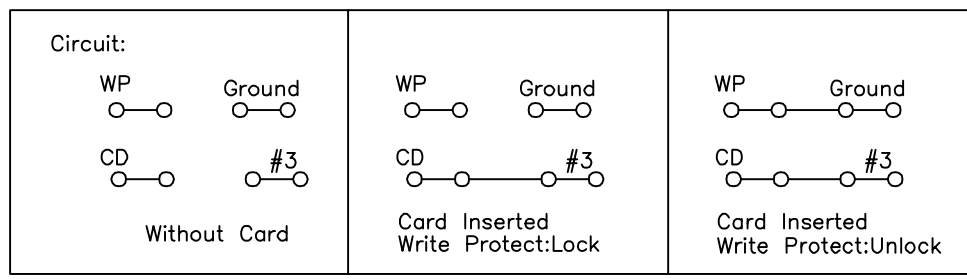 Circuit:
WP Ground
CD #3
Without Card
WP Ground
CD #3
Card Inserted
Write Protect:Lock
WP Ground
CD #3
Card Inserted
Write Protect:Unlock